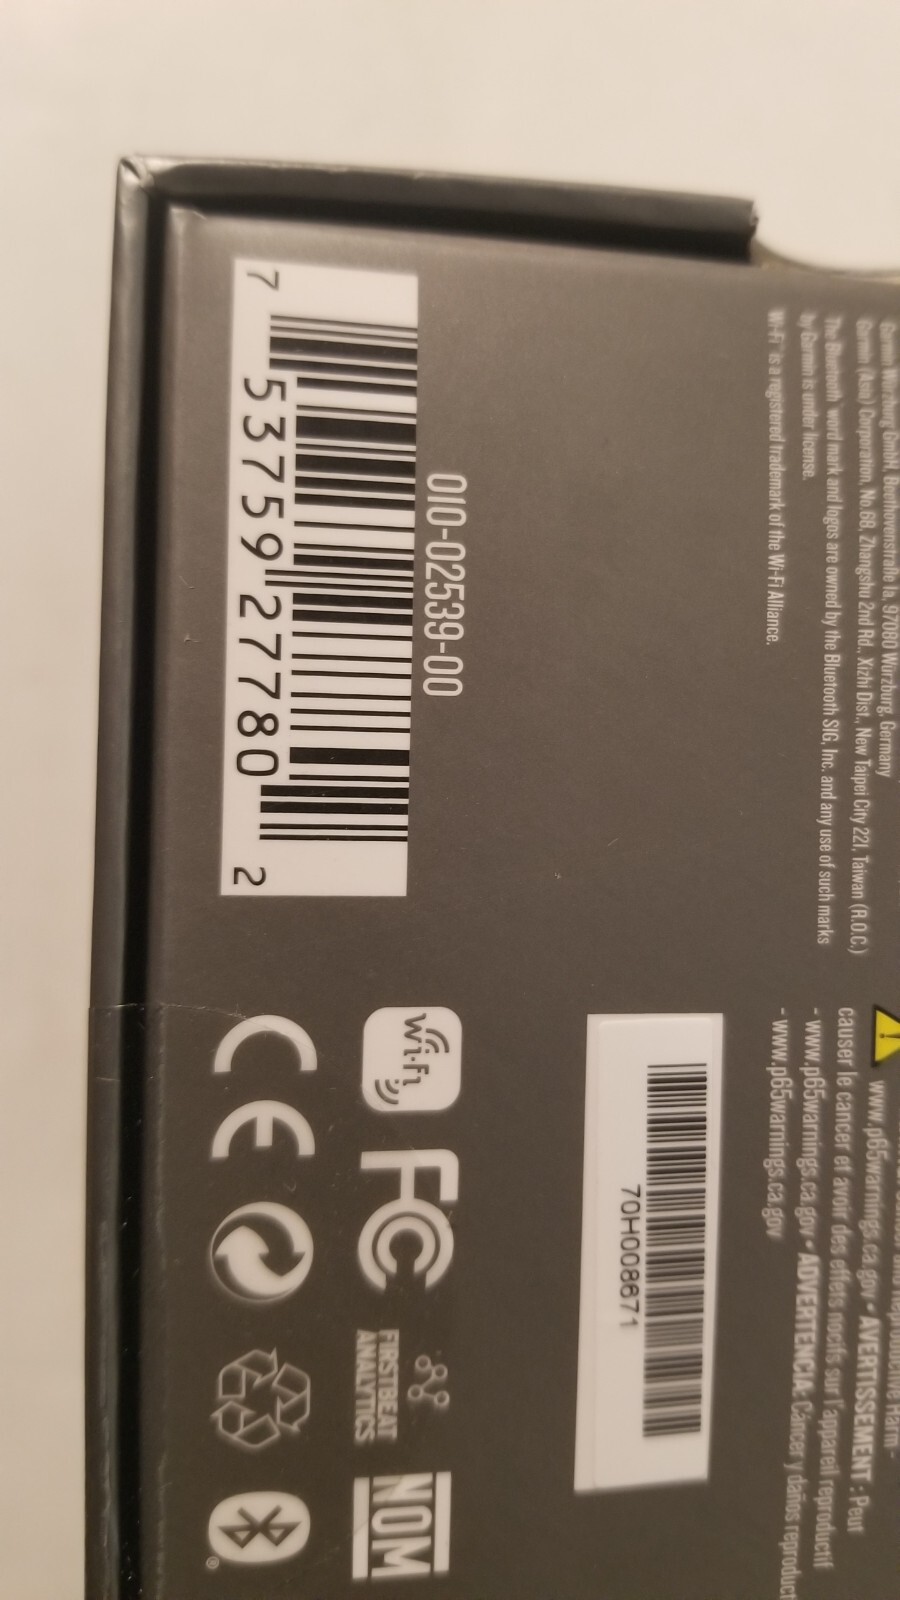 Garmin Würzburg GmbH, Beethovenstraße 1a, 97080 Würzburg, Germany
Garmin (Asia) Corporation, No.68, Zhangshu 2nd Rd., Xizhi Dist., New Taipei City 221, Taiwan (R.O.C.)
The Bluetooth word mark and logos are owned by the Bluetooth SIG, Inc. and any use of such marks
by Garmin is under license.
Wi-Fi® is a registered trademark of the Wi-Fi Alliance.
Reproductive Harm -
www.p65warnings.ca.gov • AVERTISSEMENT : Peut
causer le cancer et avoir des effets nocifs sur l'appareil reproductif
- www.p65warnings.ca.gov • ADVERTENCIA: Cáncer y daños reproduct
- www.p65warnings.ca.gov
70H008671
010-02539-00
7 53759 27780 2
Wi-Fi
FC
FIRSTBEAT
ANALYTICS
NOM
CE
®